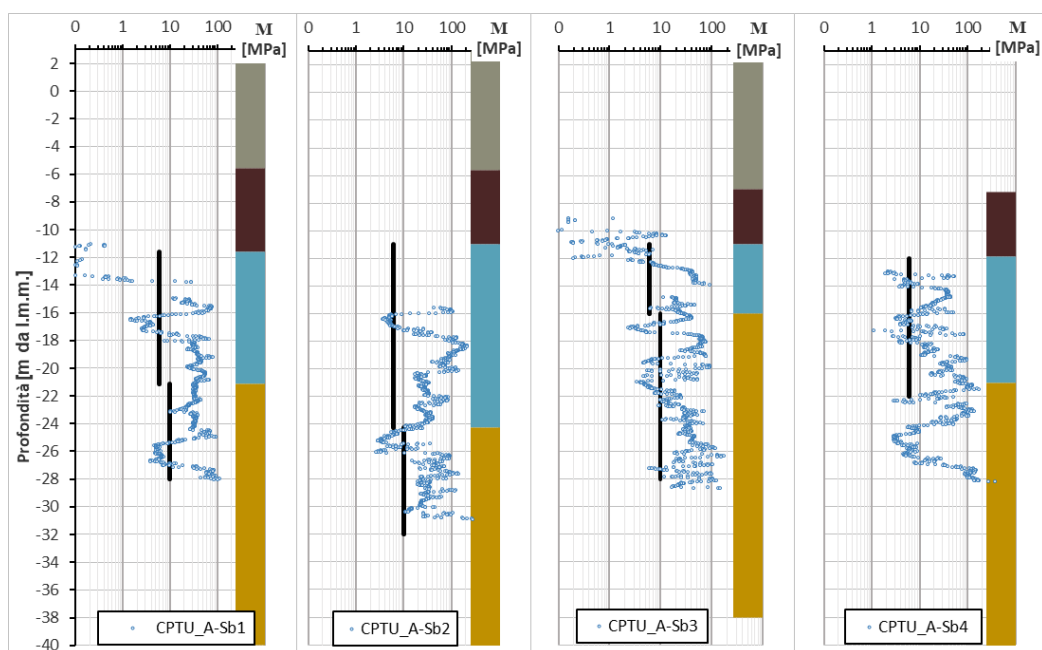 0 1 10 100 M
[MPa]
0 1 10 100 M
[MPa]
0 1 10 100 M
[MPa]
0 1 10 100 M
[MPa]
Profondità [m da l.m.m.]
2
0
-2
-4
-6
-8
-10
-12
-14
-16
-18
-20
-22
-24
-26
-28
-30
-32
-34
-36
-38
-40
CPTU_A-Sb1
CPTU_A-Sb2
CPTU_A-Sb3
CPTU_A-Sb4